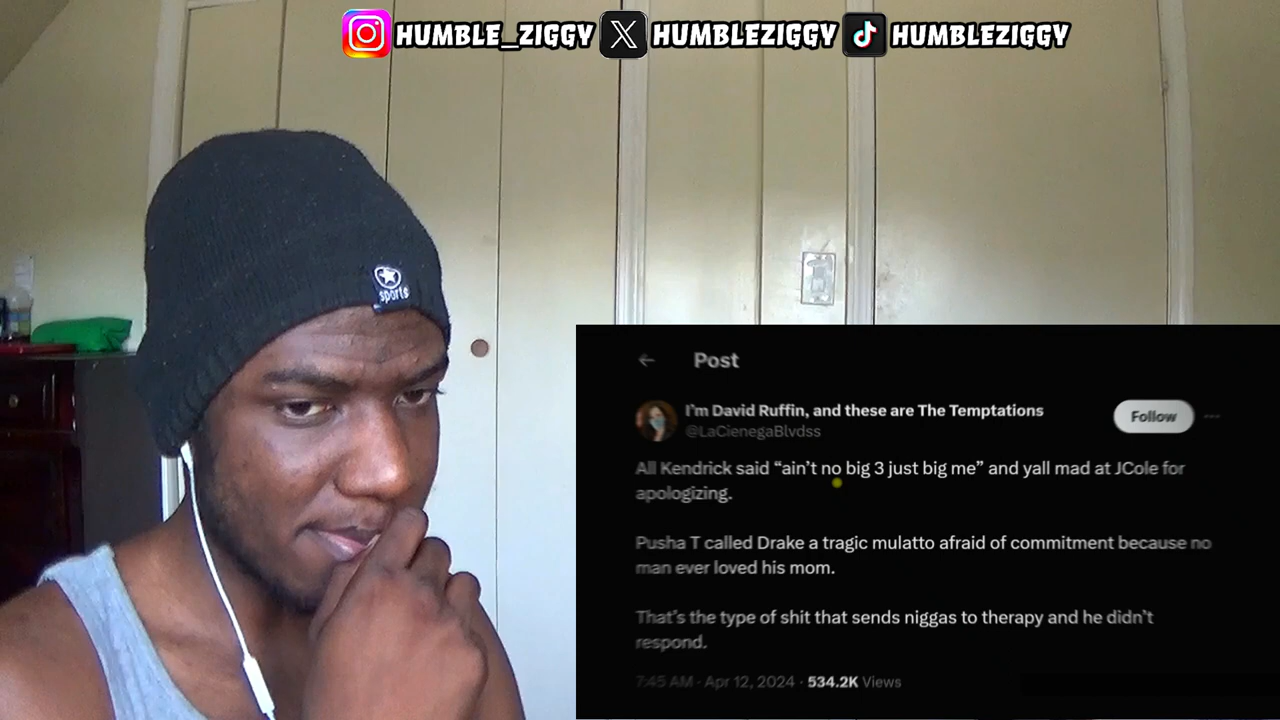 HUMBLE_ZIGGY X HUMBLEZIGGY HUMBLEZIGGY
sports
Post
I'm David Ruffin, and these are The Temptations
Follow
@LaCienegaBlvdss
All Kendrick said “ain't no big 3 just big me” and yall mad at JCole for
apologizing.
Pusha T called Drake a tragic mulatto afraid of commitment because no
man ever loved his mom.
That's the type of shit that sends niggas to therapy and he didn't
respond.
7:45 AM · Apr 12, 2024 · 534.2K Views